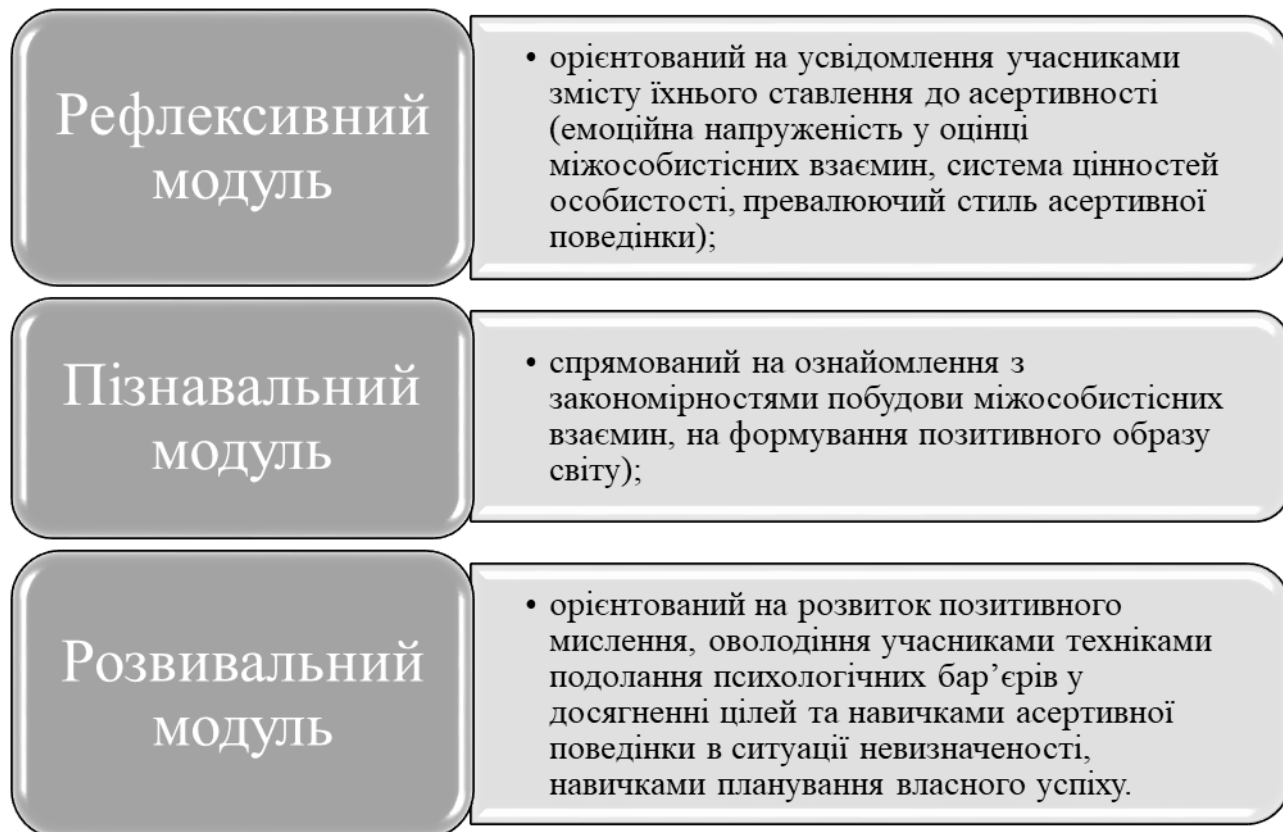 Рефлексивний
модуль
• орієнтований на усвідомлення учасниками
змісту їхнього ставлення до асертивності
(емоційна напруженість у оцінці
міжособистісних взаємин, система цінностей
особистості, превалюючий стиль асертивної
поведінки);
Пізнавальний
модуль
• спрямований на ознайомлення з
закономірностями побудови міжособистісних
взаємин, на формування позитивного образу
світу);
Розвивальний
модуль
• орієнтований на розвиток позитивного
мислення, оволодіння учасниками техніками
подолання психологічних бар’єрів у
досягненні цілей та навичками асертивної
поведінки в ситуації невизначеності,
навичками планування власного успіху.